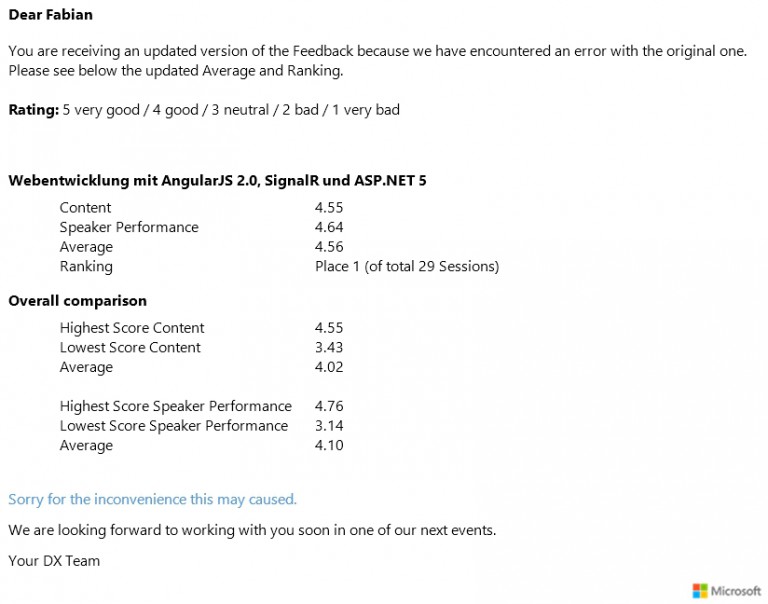 Dear Fabian
You are receiving an updated version of the Feedback because we have encountered an error with the original one.
Please see below the updated Average and Ranking.
Rating: 5 very good / 4 good / 3 neutral / 2 bad / 1 very bad
Webentwicklung mit AngularJS 2.0, SignalR und ASP.NET 5
Content 4.55
Speaker Performance 4.64
Average 4.56
Ranking Place 1 (of total 29 Sessions)
Overall comparison
Highest Score Content 4.55
Lowest Score Content 3.43
Average 4.02
Highest Score Speaker Performance 4.76
Lowest Score Speaker Performance 3.14
Average 4.10
Sorry for the inconvenience this may caused.
We are looking forward to working with you soon in one of our next events.
Your DX Team
Microsoft